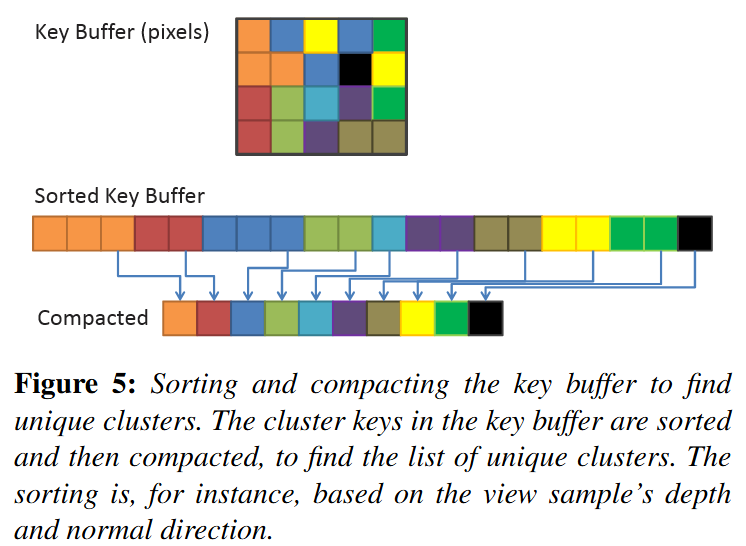 Key Buffer (pixels)
Sorted Key Buffer
Compacted
Figure 5: Sorting and compacting the key buffer to find
unique clusters. The cluster keys in the key buffer are sorted
and then compacted, to find the list of unique clusters. The
sorting is, for instance, based on the view sample's depth
and normal direction.